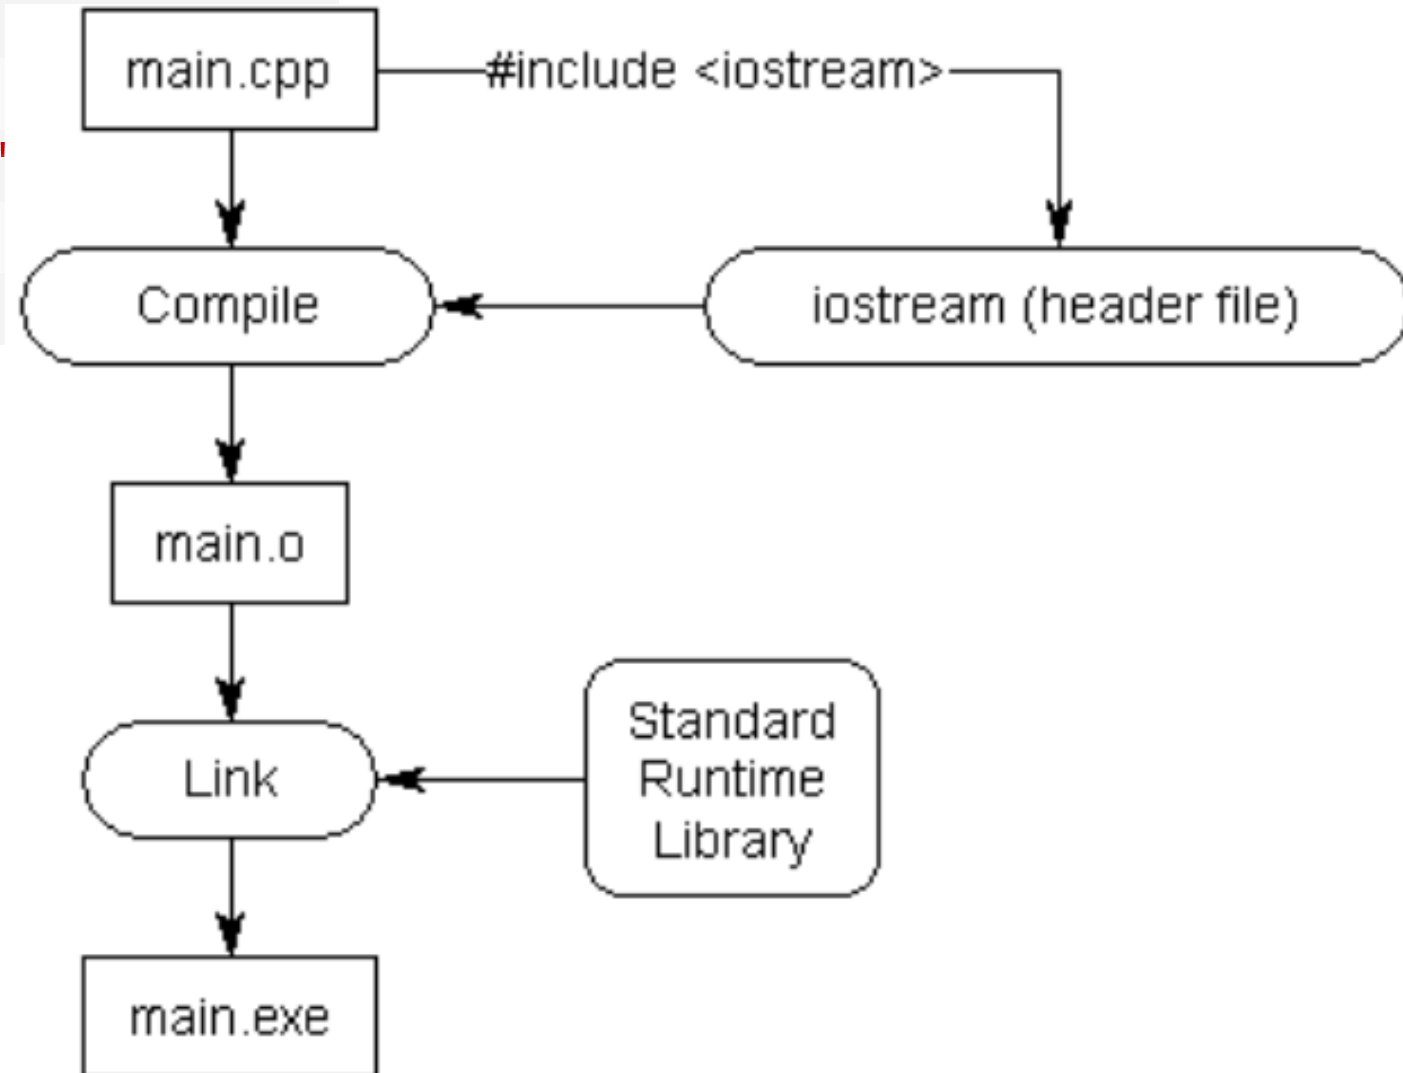 main.cpp
#include <iostream>
Compile
iostream (header file)
main.o
Standard
Runtime
Library
Link
main.exe